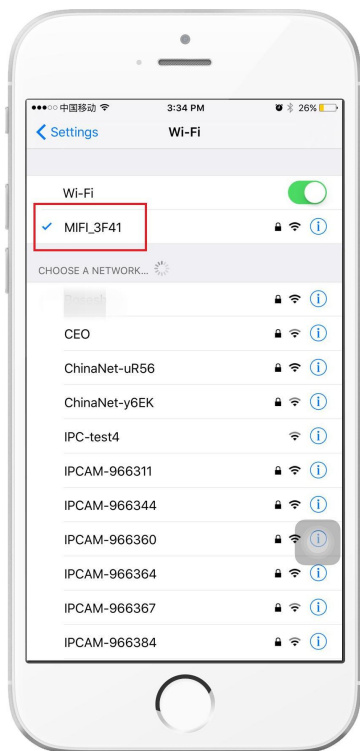 中国移动 3:34 PM 26%
Settings Wi-Fi
Wi-Fi
MIFI_3F41
CHOOSE A NETWORK...
CEO
ChinaNet-uR56
ChinaNet-y6EK
IPC-test4
IPCAM-966311
IPCAM-966344
IPCAM-966360
IPCAM-966364
IPCAM-966367
IPCAM-966384